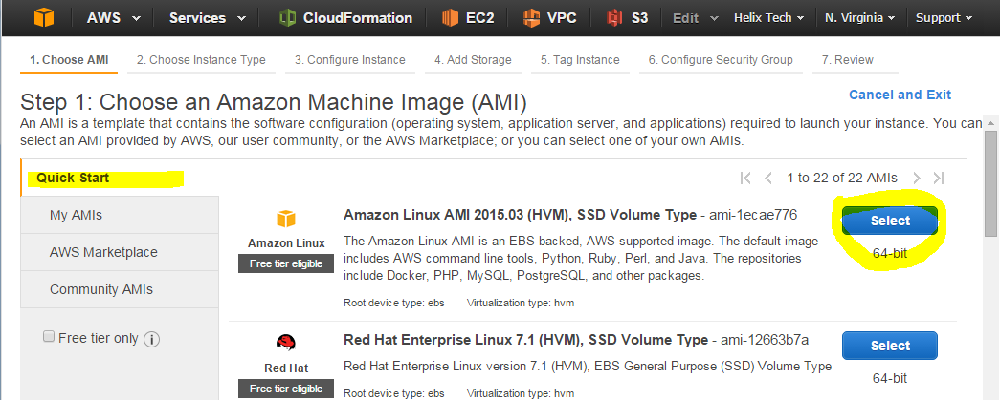 AWS Services CloudFormation EC2 VPC S3 Edit Helix Tech N. Virginia Support
1. Choose AMI 2. Choose Instance Type 3. Configure Instance 4. Add Storage 5. Tag Instance 6. Configure Security Group 7. Review
Step 1: Choose an Amazon Machine Image (AMI)
Cancel and Exit
An AMI is a template that contains the software configuration (operating system, application server, and applications) required to launch your instance. You can
select an AMI provided by AWS, our user community, or the AWS Marketplace; or you can select one of your own AMIs.
Quick Start
My AMIs
AWS Marketplace
Community AMIs
Free tier only
1 to 22 of 22 AMIs
Amazon Linux
Free tier eligible
Amazon Linux AMI 2015.03 (HVM), SSD Volume Type - ami-1ecae776
The Amazon Linux AMI is an EBS-backed, AWS-supported image. The default image
includes AWS command line tools, Python, Ruby, Perl, and Java. The repositories
include Docker, PHP, MySQL, PostgreSQL, and other packages.
Root device type: ebs Virtualization type: hvm
Select
64-bit
Red Hat
Free tier eligible
Red Hat Enterprise Linux 7.1 (HVM), SSD Volume Type - ami-12663b7a
Red Hat Enterprise Linux version 7.1 (HVM), EBS General Purpose (SSD) Volume Type
Root device type: ebs Virtualization type: hvm
Select
64-bit